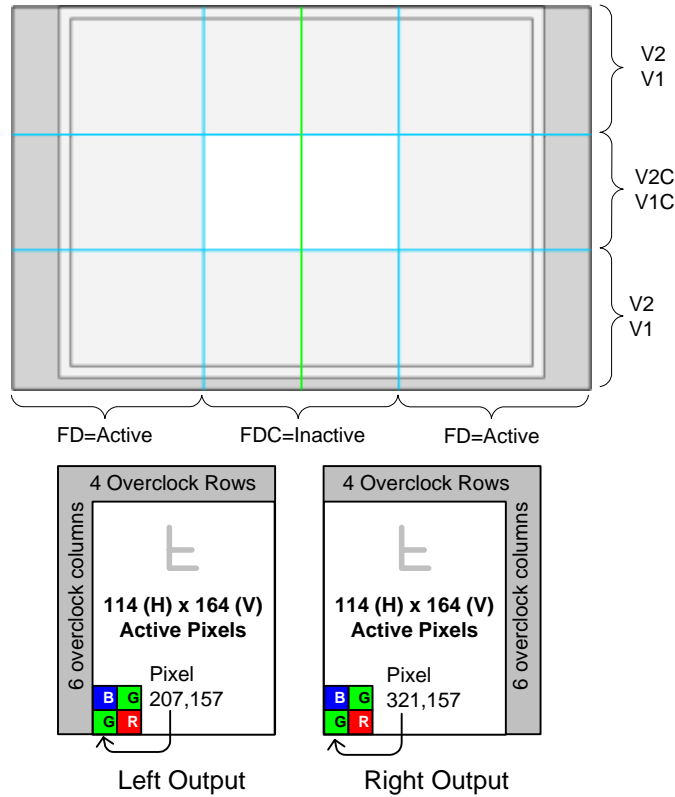 V2
V1
V2C
V1C
V2
V1
FD=Active
FDC=Inactive
FD=Active
4 Overclock Rows
6 overclock columns
114 (H) x 164 (V)
Active Pixels
Pixel
207,157
B G
G R
Left Output
4 Overclock Rows
6 overclock columns
114 (H) x 164 (V)
Active Pixels
Pixel
321,157
B G
G R
Right Output